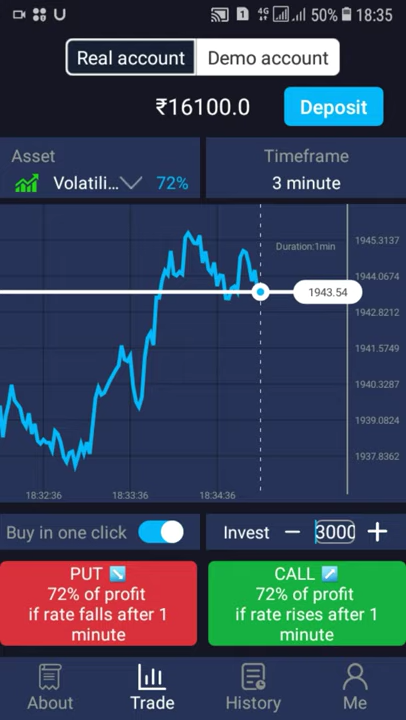 50% 18:35
Real account Demo account
₹16100.0 Deposit
Asset Timeframe
Volatili... 72% 3 minute
Duration:1min
1945.3137
1944.0674
1943.54
1942.8212
1941.5749
1940.3287
1939.0824
1937.8362
18:32:36 18:33:36 18:34:36
Buy in one click Invest − 3000 +
PUT CALL
72% of profit 72% of profit
if rate falls after 1 if rate rises after 1
minute minute
About Trade History Me